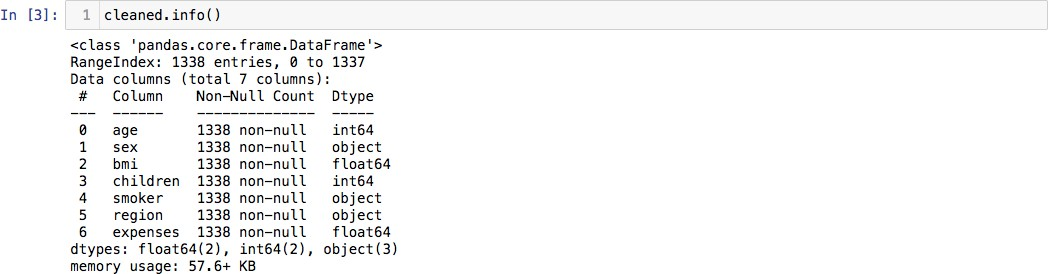 In [3]: 1 cleaned.info()
<class 'pandas.core.frame.DataFrame'>
RangeIndex: 1338 entries, 0 to 1337
Data columns (total 7 columns):
 #   Column    Non-Null Count  Dtype
---  ------    --------------  -----
 0   age       1338 non-null   int64
 1   sex       1338 non-null   object
 2   bmi       1338 non-null   float64
 3   children  1338 non-null   int64
 4   smoker    1338 non-null   object
 5   region    1338 non-null   object
 6   expenses  1338 non-null   float64
dtypes: float64(2), int64(2), object(3)
memory usage: 57.6+ KB